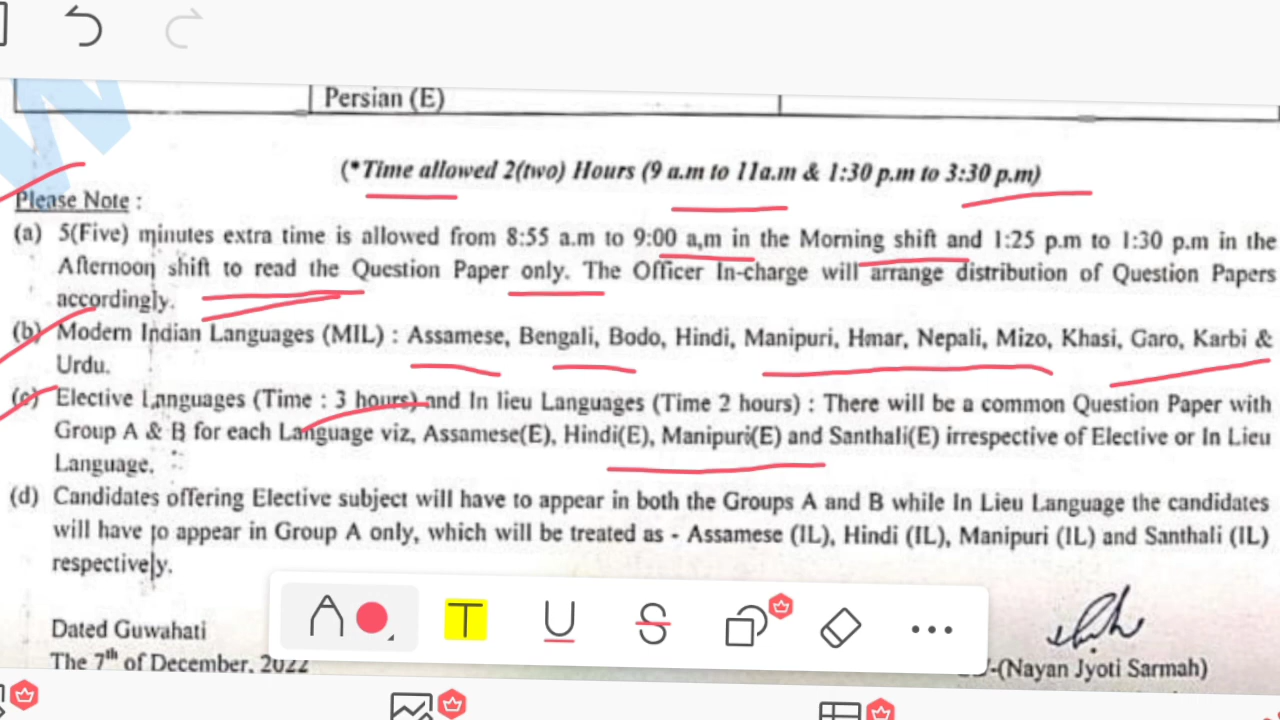 W
Persian (E)
(*Time allowed 2(two) Hours (9 a.m to 11a.m & 1:30 p.m to 3:30 p.m)
Please Note :
(a) 5(Five) minutes extra time is allowed from 8:55 a.m to 9:00 a,m in the Morning shift and 1:25 p.m to 1:30 p.m in the
Afternoon shift to read the Question Paper only. The Officer In-charge will arrange distribution of Question Papers
accordingly.
(b) Modern Indian Languages (MIL) : Assamese, Bengali, Bodo, Hindi, Manipuri, Hmar, Nepali, Mizo, Khasi, Garo, Karbi &
Urdu.
(c) Elective Languages (Time : 3 hours) and In lieu Languages (Time 2 hours) : There will be a common Question Paper with
Group A & B for each Language viz, Assamese(E), Hindi(E), Manipuri(E) and Santhali(E) irrespective of Elective or In Lieu
Language.
(d) Candidates offering Elective subject will have to appear in both the Groups A and B while In Lieu Language the candidates
will have to appear in Group A only, which will be treated as - Assamese (IL), Hindi (IL), Manipuri (IL) and Santhali (IL)
respectively.
T U S
Dated Guwahati
The 7th of December, 2022
-(Nayan Jyoti Sarmah)